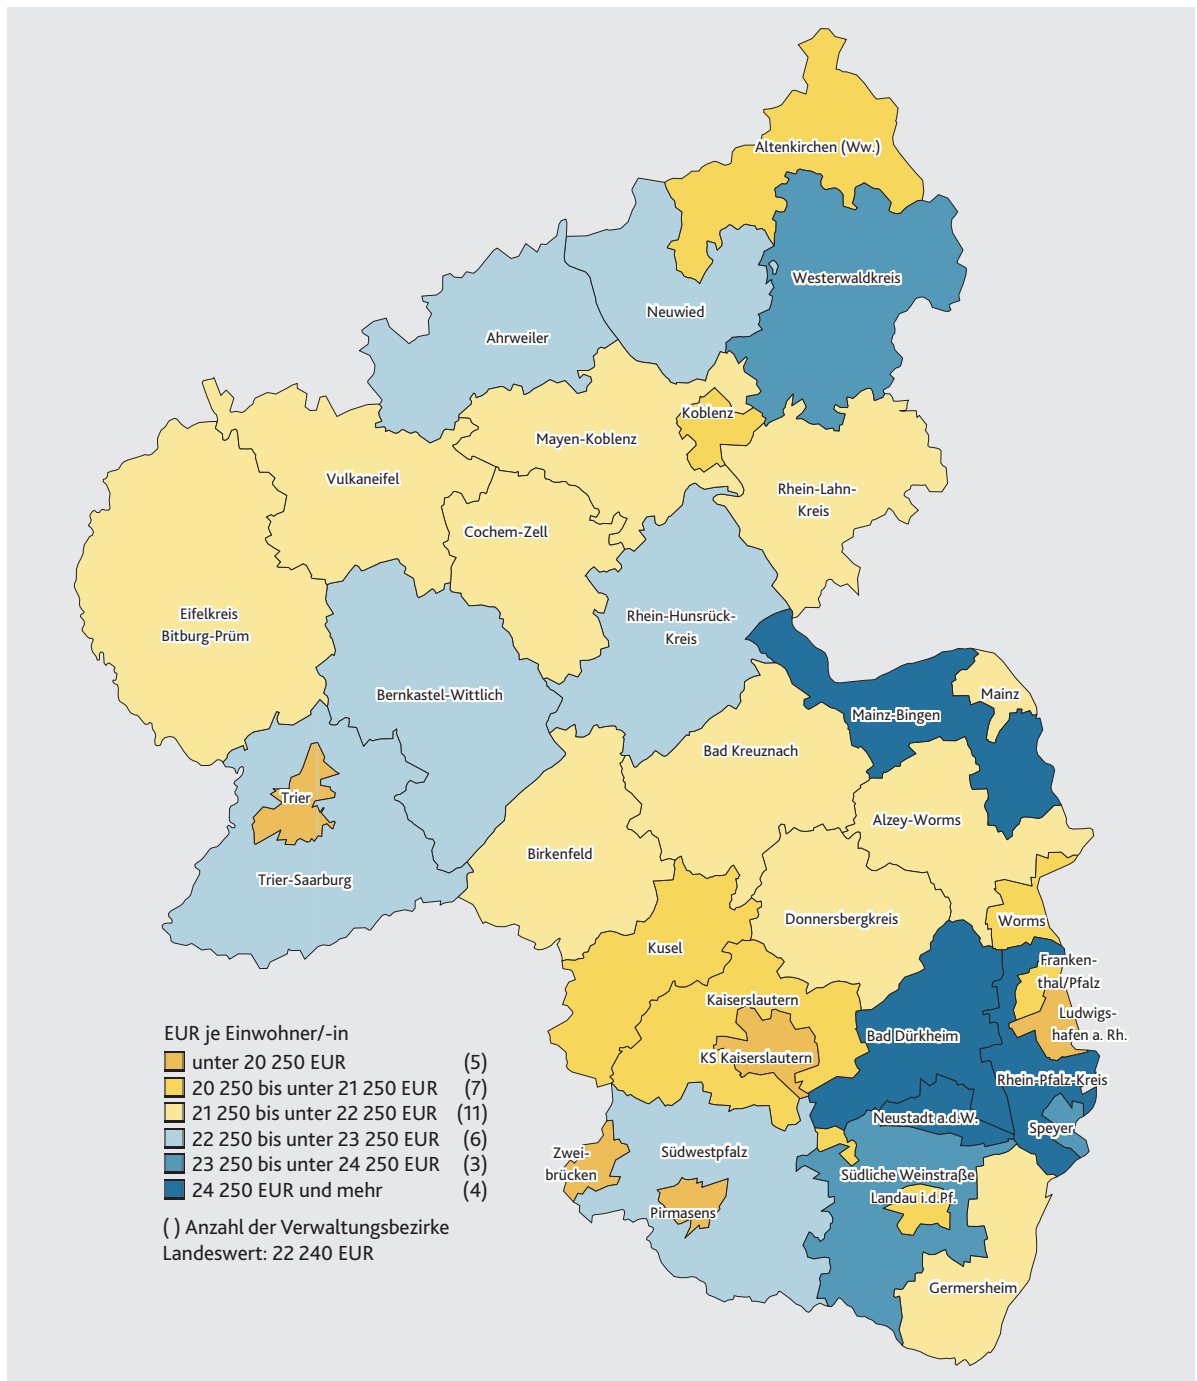 Altenkirchen (Ww.)
Westerwaldkreis
Neuwied
Ahrweiler
Koblenz
Mayen-Koblenz
Vulkaneifel
Rhein-Lahn-
Kreis
Cochem-Zell
Eifelkreis
Bitburg-Prüm
Rhein-Hunsrück-
Kreis
Bernkastel-Wittlich
Mainz
Mainz-Bingen
Bad Kreuznach
Trier
Alzey-Worms
Birkenfeld
Trier-Saarburg
Donnersbergkreis
Worms
Kusel
Franken-
thal/Pfalz
Kaiserslautern
Ludwigs-
hafen a. Rh.
Bad Dürkheim
KS Kaiserslautern
Rhein-Pfalz-Kreis
Neustadt a.d.W.
Speyer
Zwei-
brücken
Südwestpfalz
Südliche Weinstraße
Landau i.d.Pf.
Pirmasens
Germersheim
EUR je Einwohner/-in
unter 20 250 EUR (5)
20 250 bis unter 21 250 EUR (7)
21 250 bis unter 22 250 EUR (11)
22 250 bis unter 23 250 EUR (6)
23 250 bis unter 24 250 EUR (3)
24 250 EUR und mehr (4)
( ) Anzahl der Verwaltungsbezirke
Landeswert: 22 240 EUR